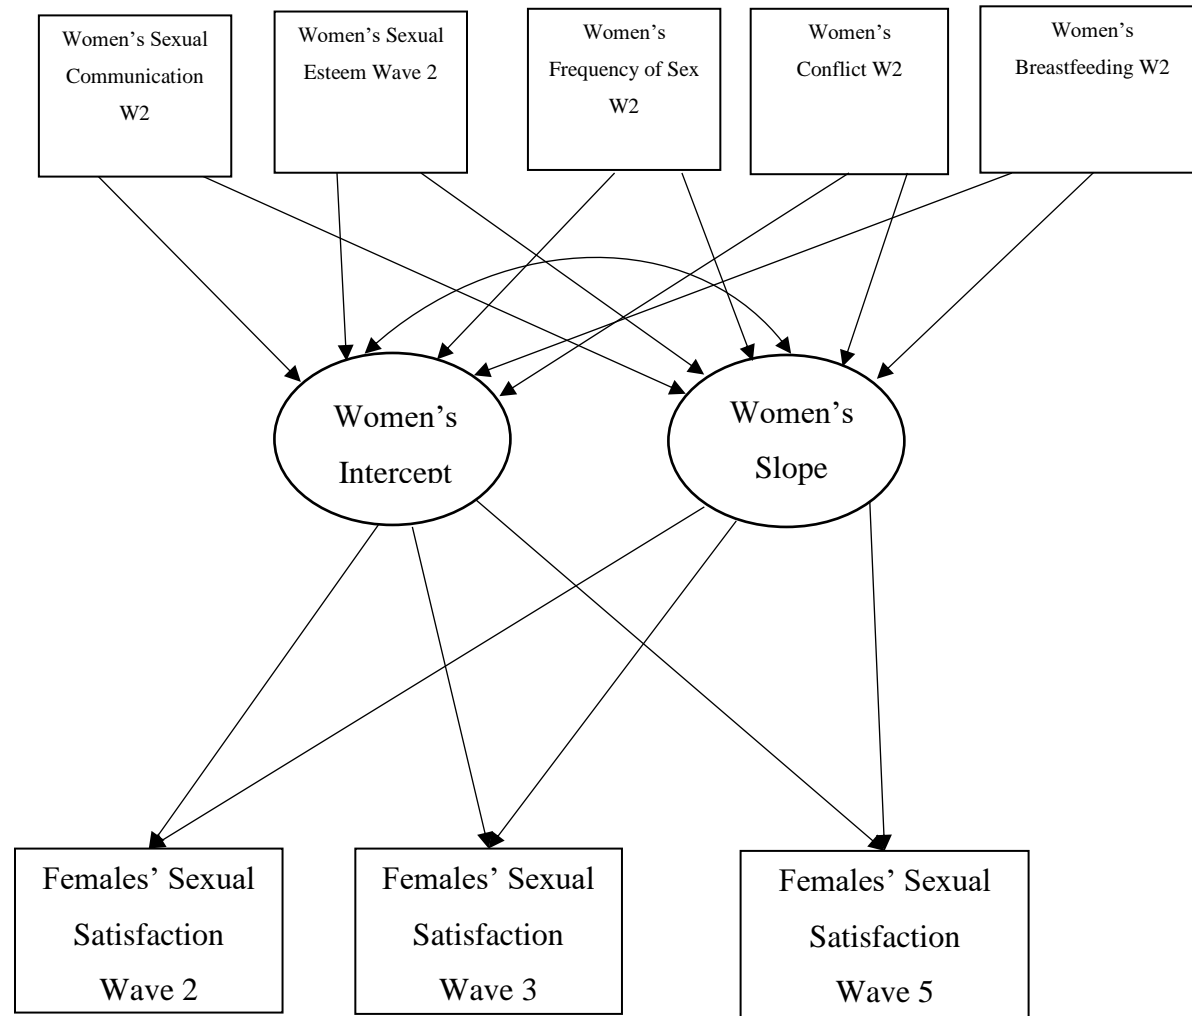 Women’s Sexual
Communication
W2
Women’s Sexual
Esteem Wave 2
Women’s
Frequency of Sex
W2
Women’s
Conflict W2
Women’s
Breastfeeding W2
Women’s
Intercept
Women’s
Slope
Females’ Sexual
Satisfaction
Wave 2
Females’ Sexual
Satisfaction
Wave 3
Females’ Sexual
Satisfaction
Wave 5